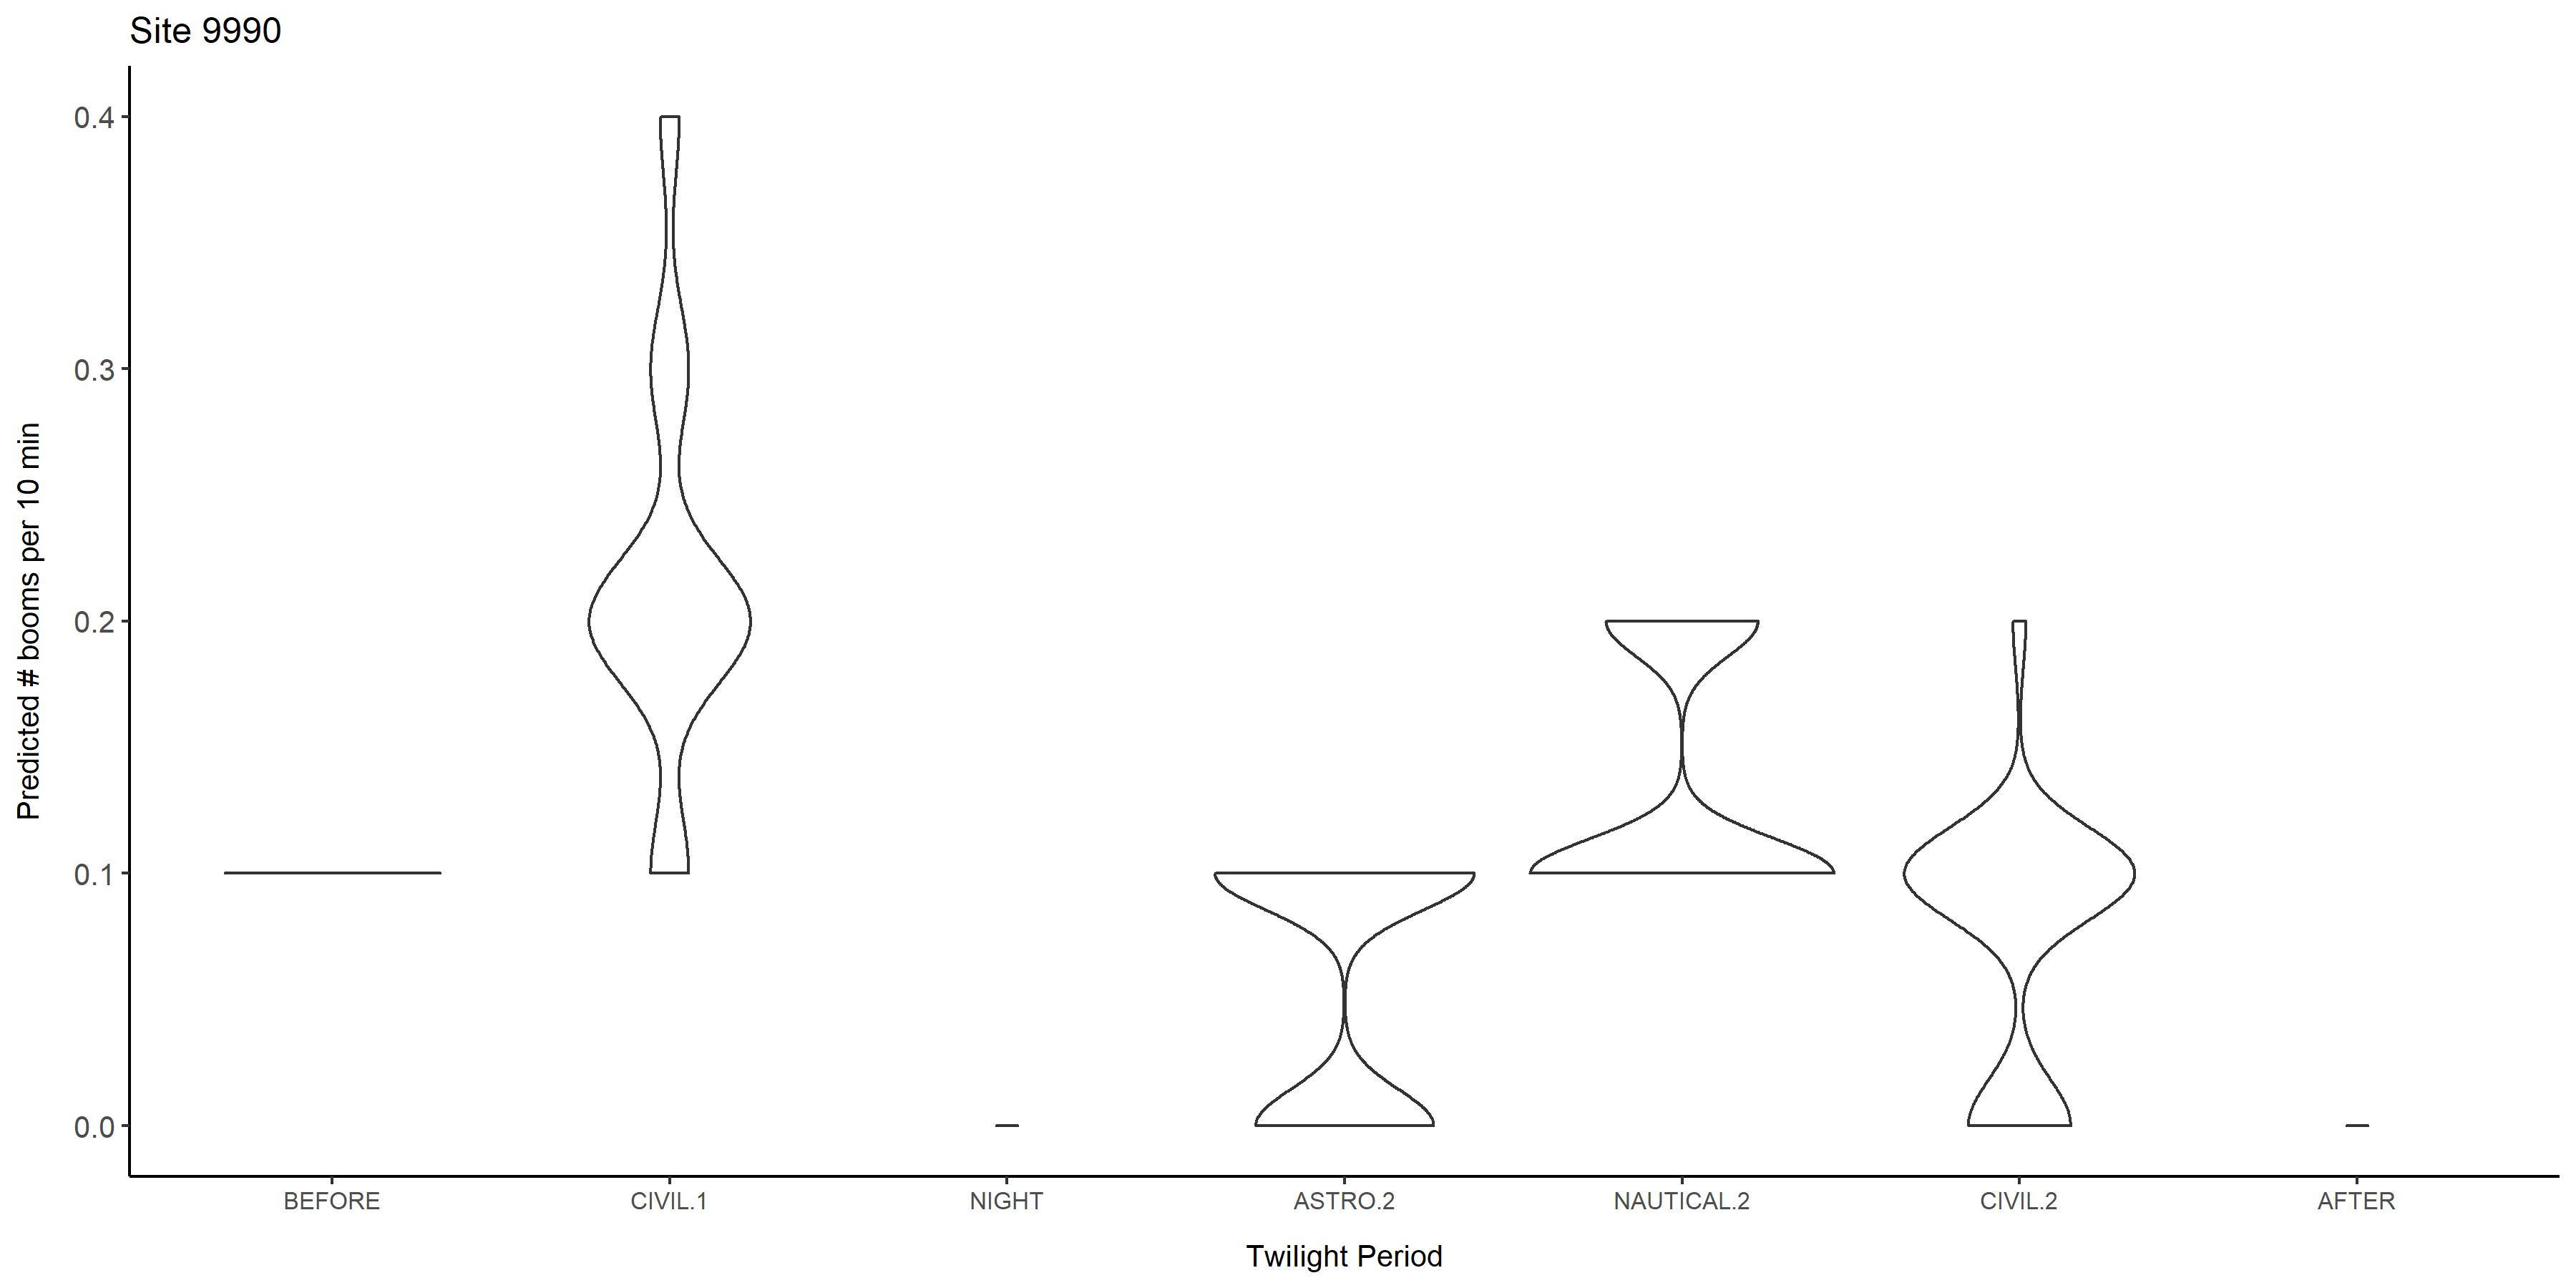 Site 9990
0.4
0.3
0.2
0.1
0.0
Predicted # booms per 10 min
BEFORE CIVIL.1 NIGHT ASTRO.2 NAUTICAL.2 CIVIL.2 AFTER
Twilight Period